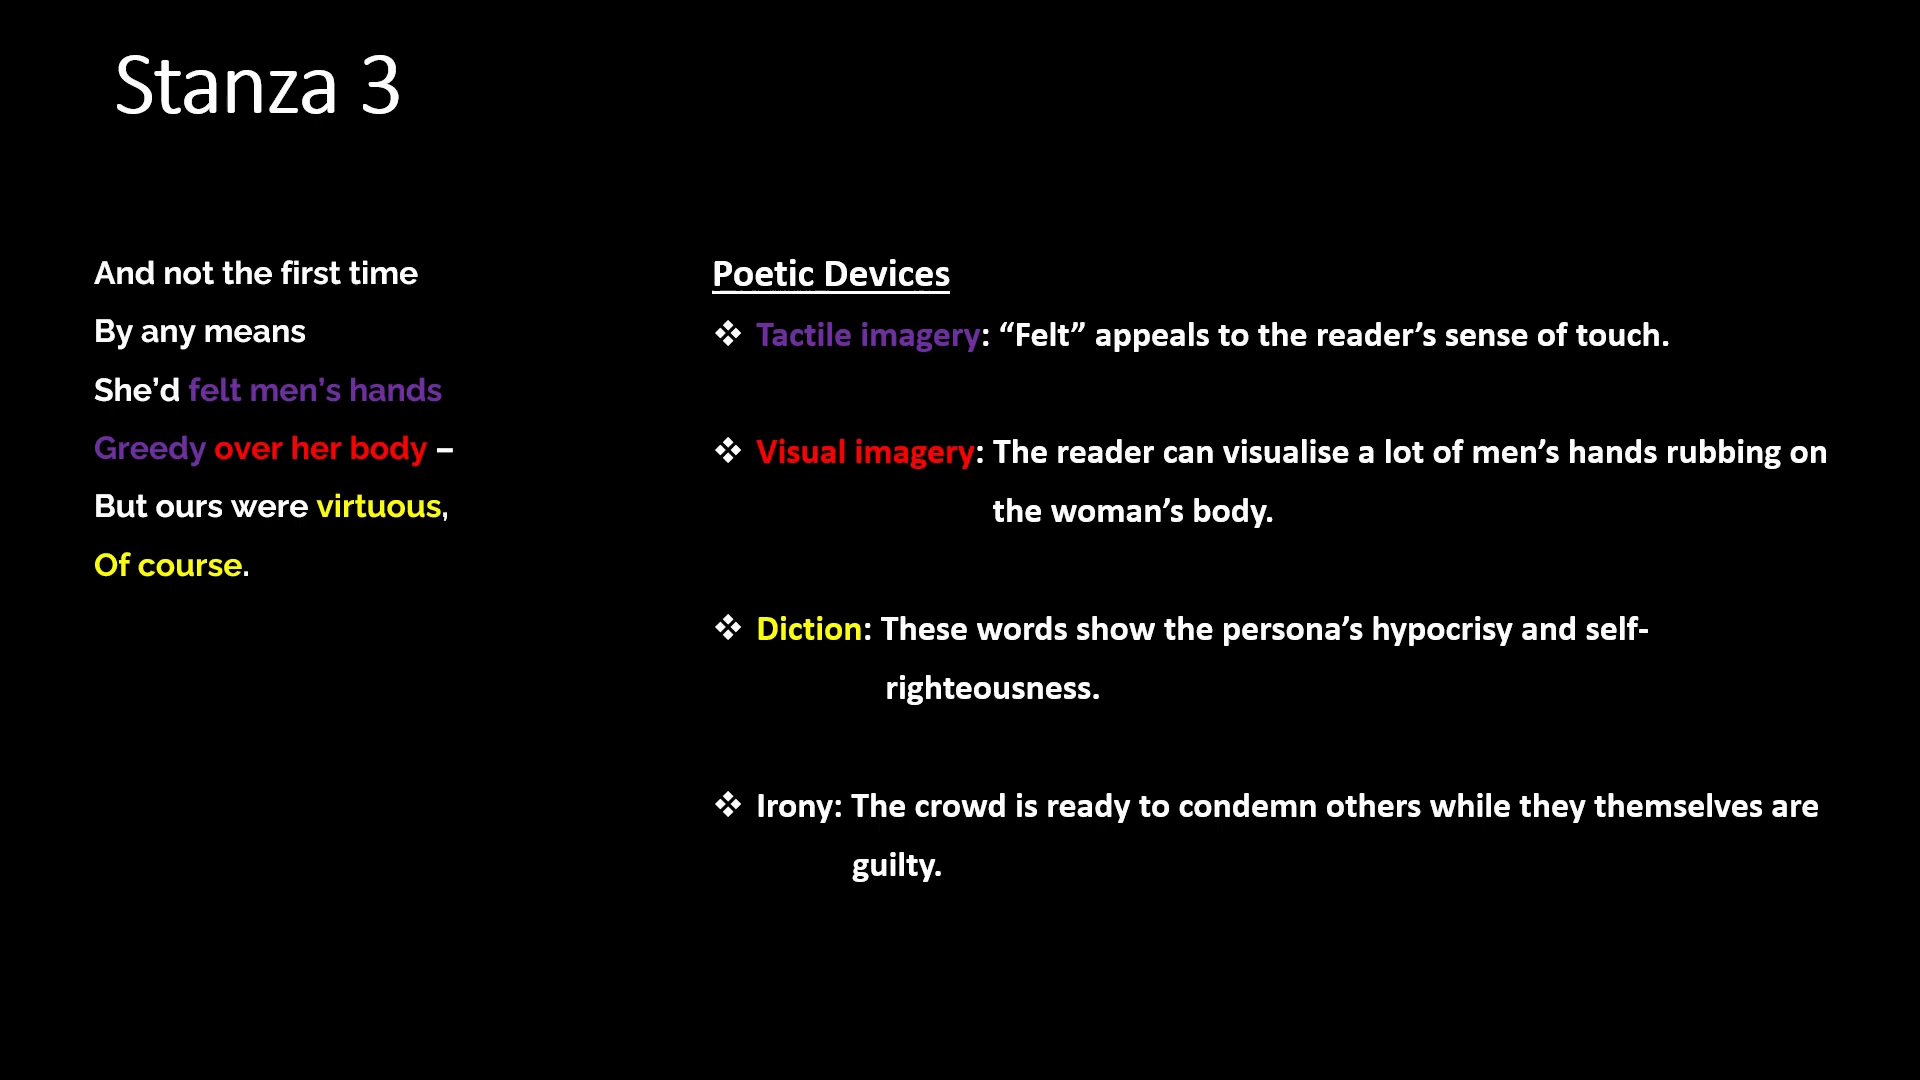 Stanza 3
And not the first time
By any means
She’d felt men’s hands
Greedy over her body –
But ours were virtuous,
Of course.
Poetic Devices
❖ Tactile imagery: “Felt” appeals to the reader’s sense of touch.
❖ Visual imagery: The reader can visualise a lot of men’s hands rubbing on
the woman’s body.
❖ Diction: These words show the persona’s hypocrisy and self-
righteousness.
❖ Irony: The crowd is ready to condemn others while they themselves are
guilty.